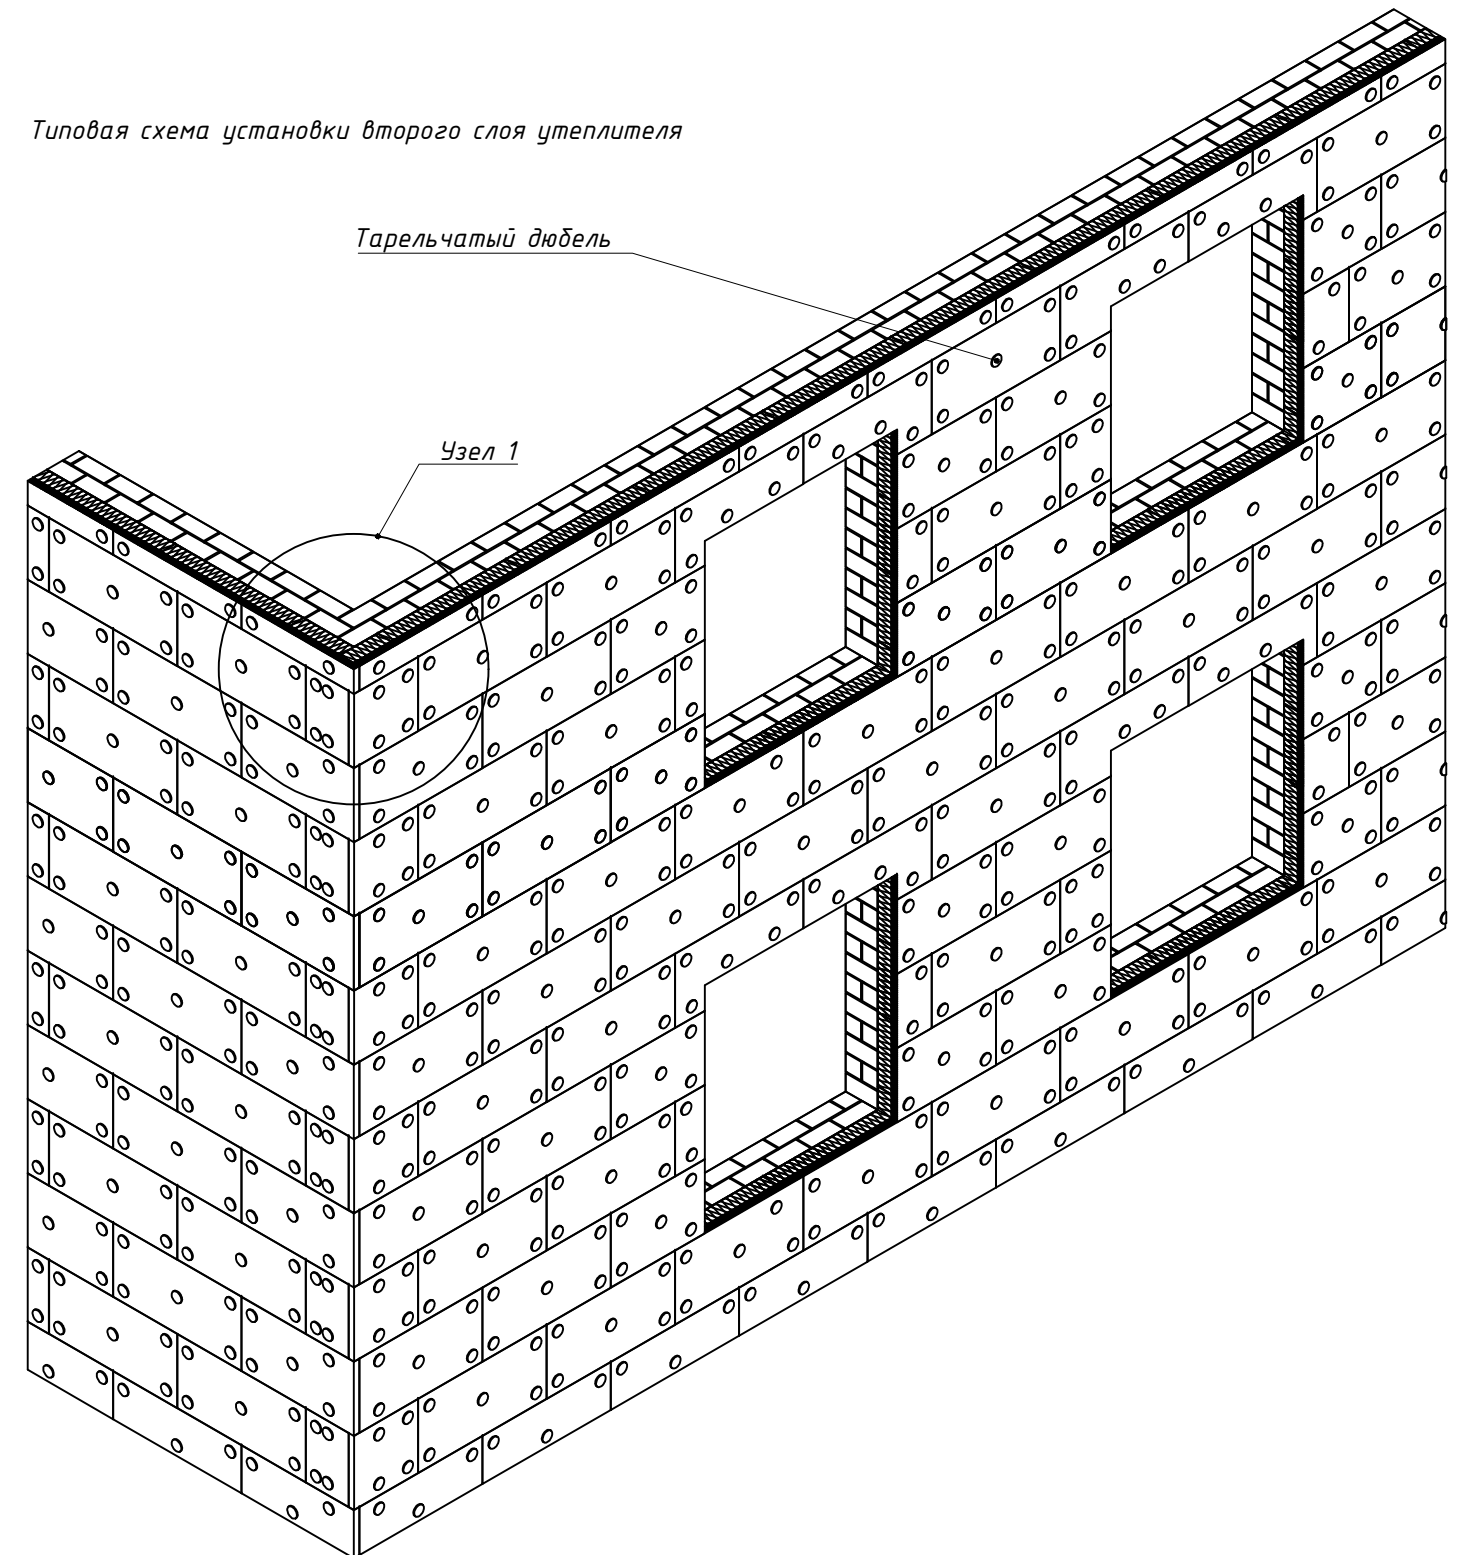 Типовая схема установки второго слоя утеплителя
Тарельчатый дюбель
Узел 1